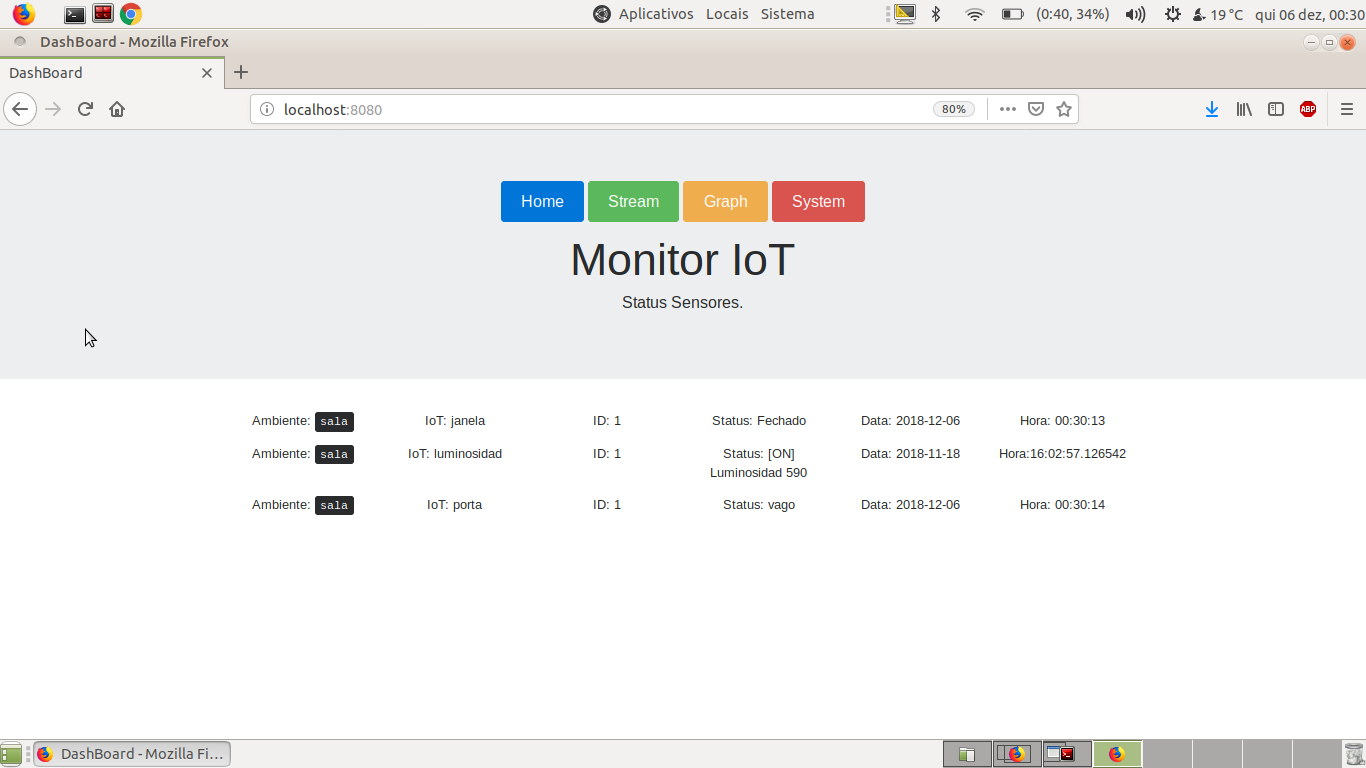 Aplicativos Locais Sistema (0:40, 34%) 19 °C qui 06 dez, 00:30
DashBoard - Mozilla Firefox
DashBoard
localhost:8080 80% ABP
Home Stream Graph System
Monitor IoT
Status Sensores.
Ambiente: sala IoT: janela ID: 1 Status: Fechado Data: 2018-12-06 Hora: 00:30:13
Ambiente: sala IoT: luminosidad ID: 1 Status: [ON] Data: 2018-11-18 Hora:16:02:57.126542
Luminosidad 590
Ambiente: sala IoT: porta ID: 1 Status: vago Data: 2018-12-06 Hora: 00:30:14
DashBoard - Mozilla Fi...